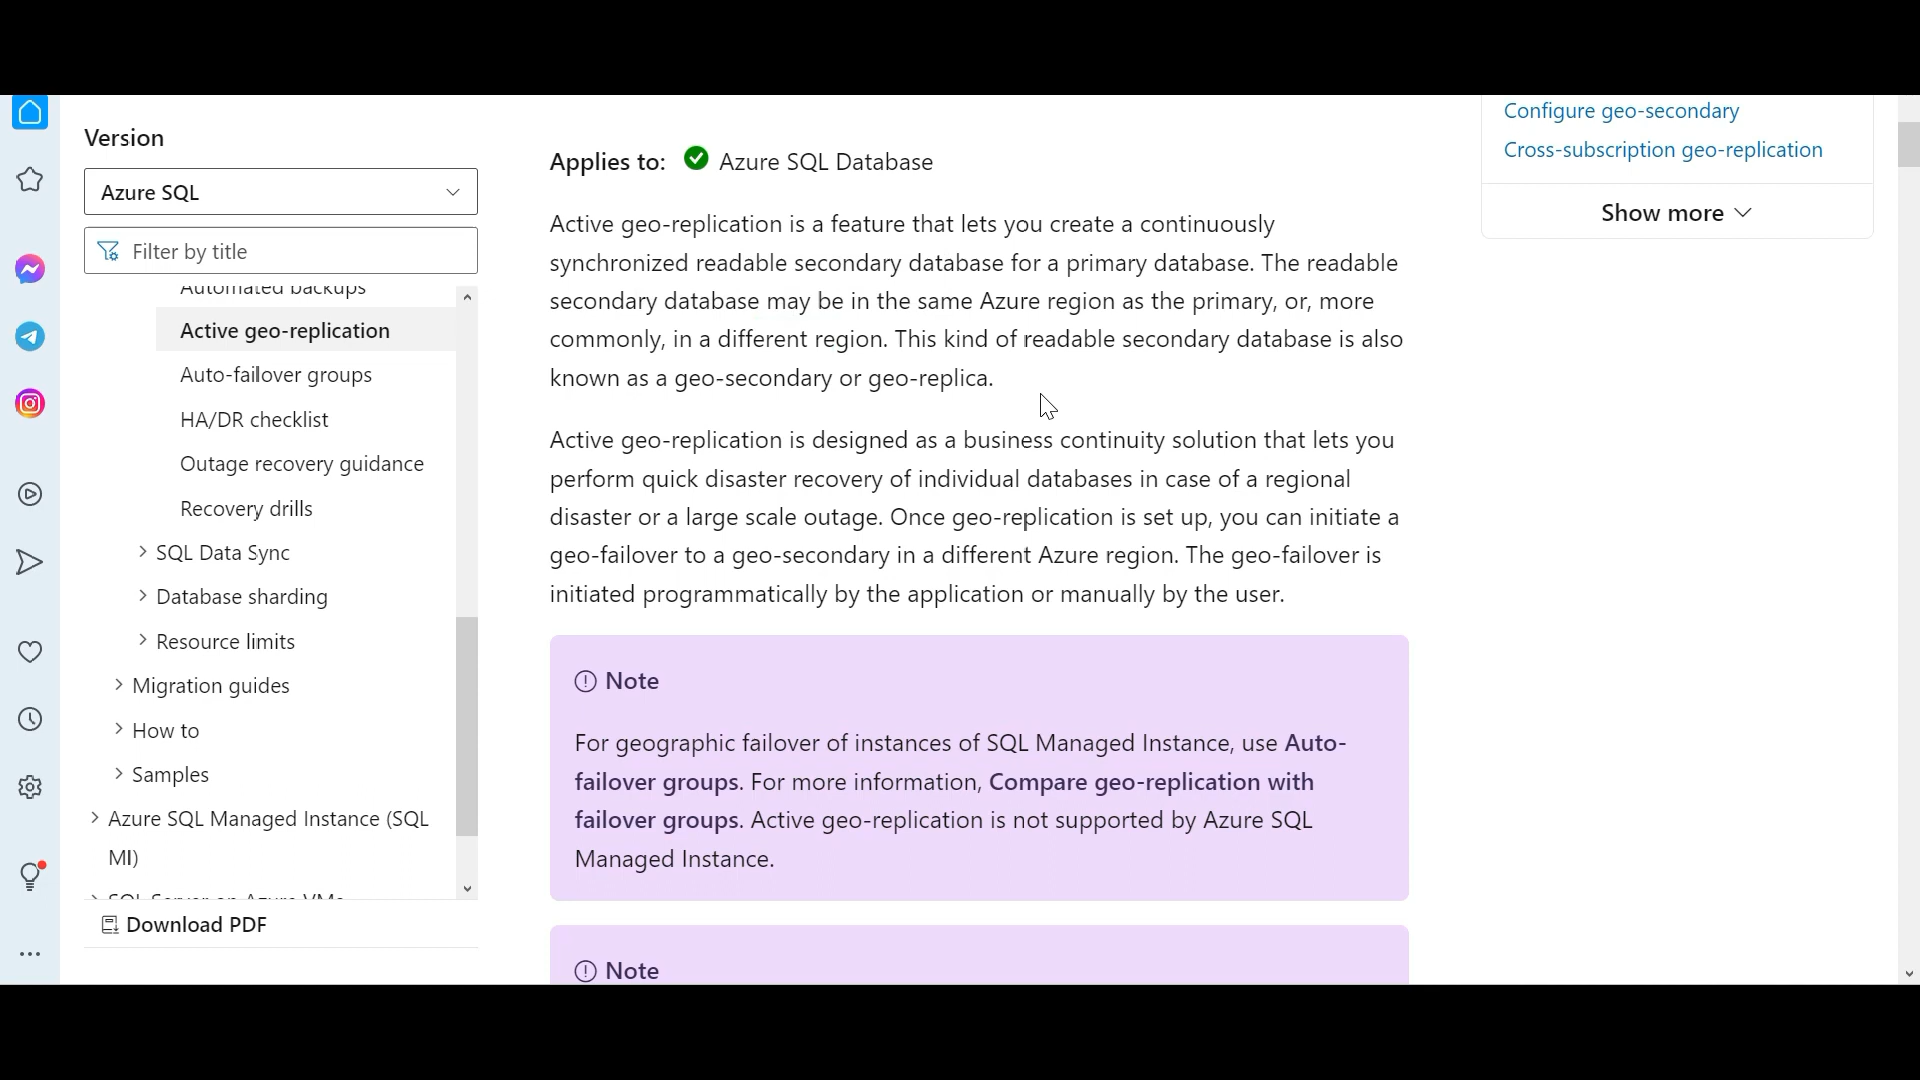 Version
Azure SQL
Filter by title
Automated backups
Active geo-replication
Auto-failover groups
HA/DR checklist
Outage recovery guidance
Recovery drills
SQL Data Sync
Database sharding
Resource limits
Migration guides
How to
Samples
Azure SQL Managed Instance (SQL
MI)
SQL Server on Azure VMs
Download PDF
Applies to: Azure SQL Database
Active geo-replication is a feature that lets you create a continuously
synchronized readable secondary database for a primary database. The readable
secondary database may be in the same Azure region as the primary, or, more
commonly, in a different region. This kind of readable secondary database is also
known as a geo-secondary or geo-replica.
Active geo-replication is designed as a business continuity solution that lets you
perform quick disaster recovery of individual databases in case of a regional
disaster or a large scale outage. Once geo-replication is set up, you can initiate a
geo-failover to a geo-secondary in a different Azure region. The geo-failover is
initiated programmatically by the application or manually by the user.
Note
For geographic failover of instances of SQL Managed Instance, use Auto-
failover groups. For more information, Compare geo-replication with
failover groups. Active geo-replication is not supported by Azure SQL
Managed Instance.
Note
Configure geo-secondary
Cross-subscription geo-replication
Show more